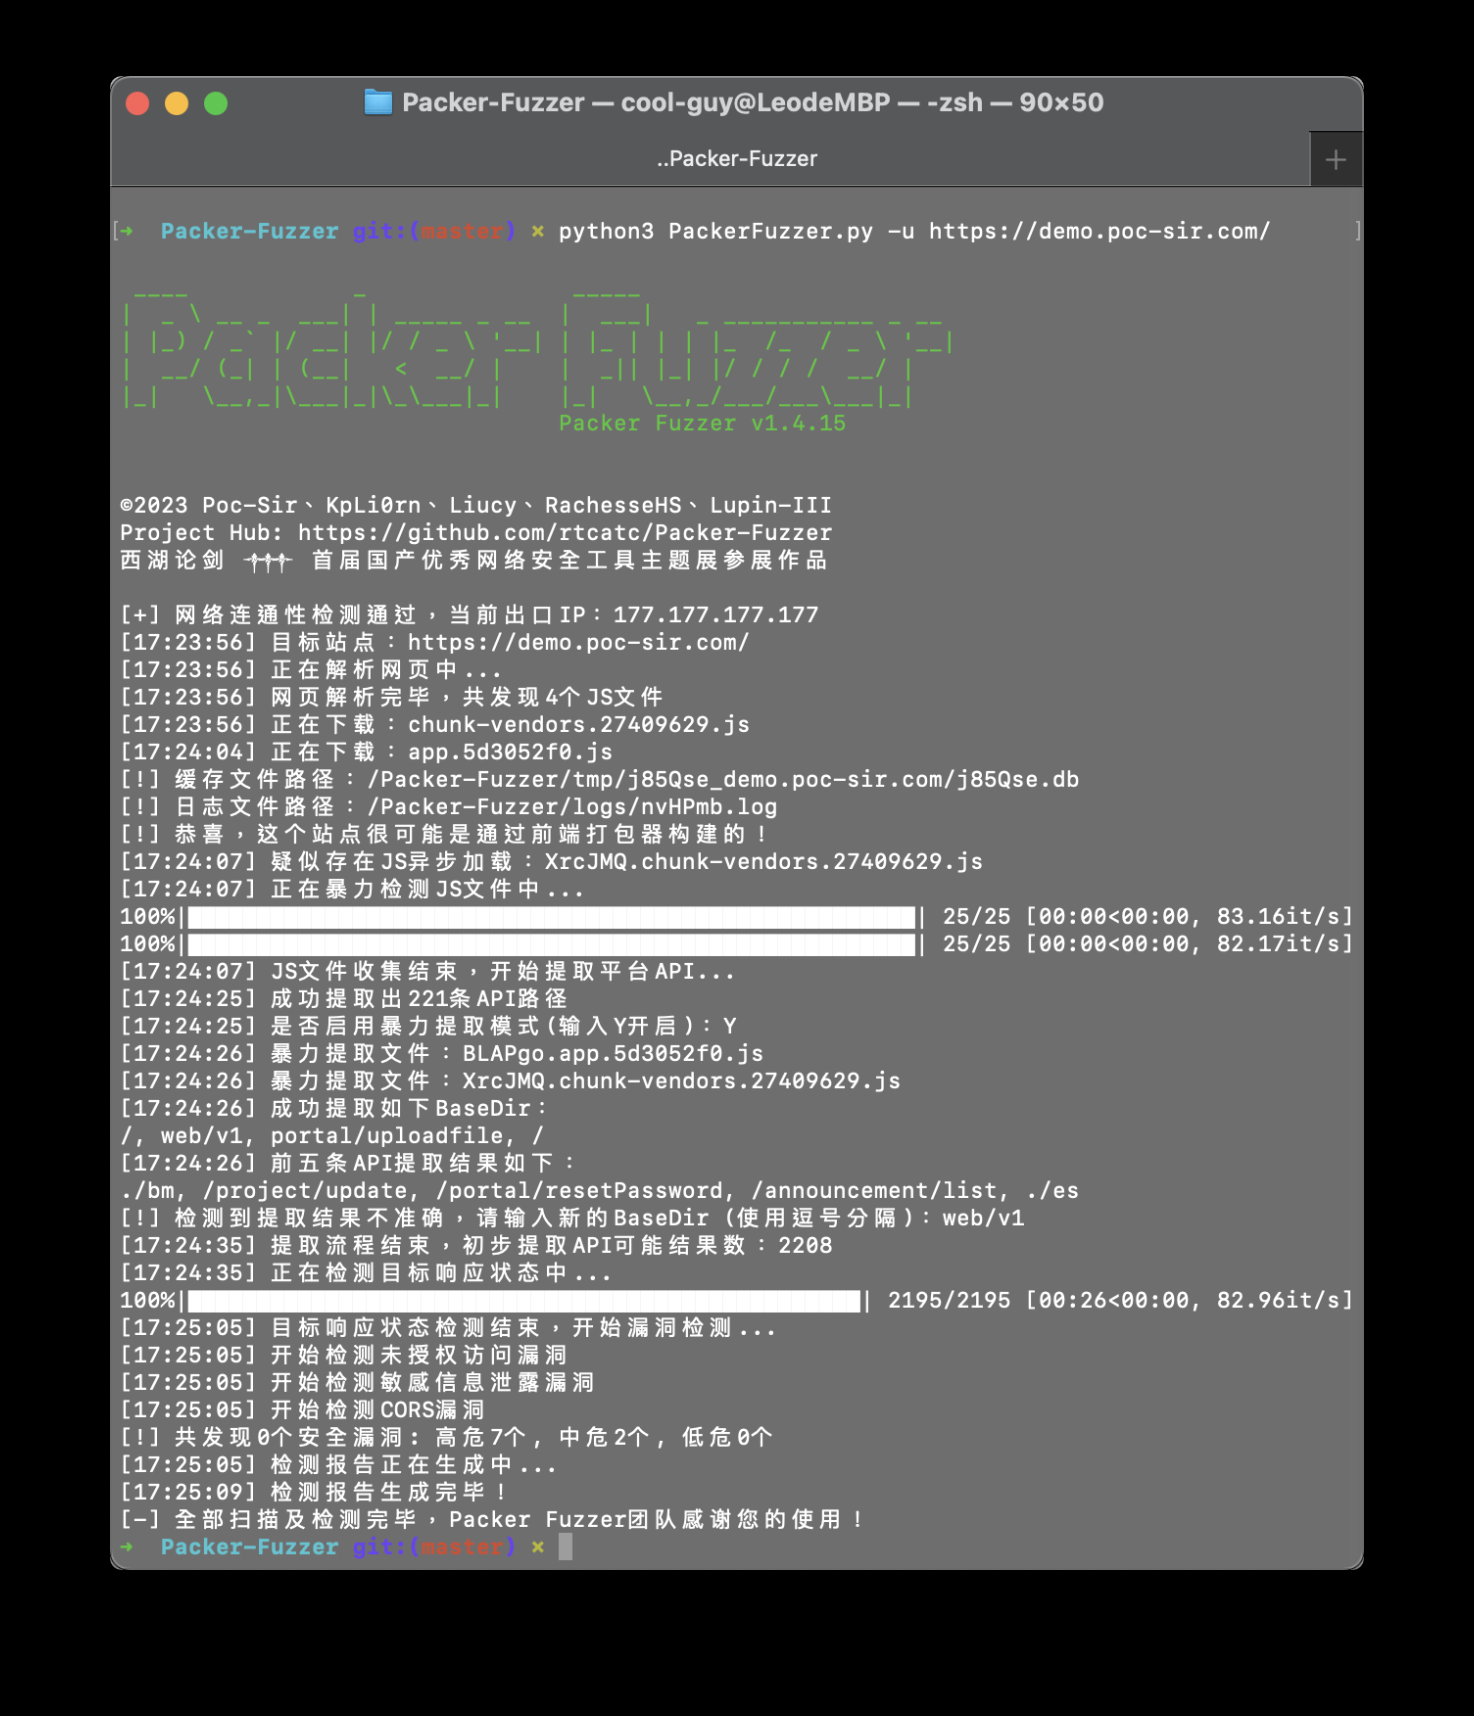 Packer-Fuzzer — cool-guy@LeodeMBP — -zsh — 90×50
..Packer-Fuzzer
[➜  Packer-Fuzzer git:(master) × python3 PackerFuzzer.py -u https://demo.poc-sir.com/ ]
Packer Fuzzer
Packer Fuzzer v1.4.15
©2023 Poc-Sir、KpLi0rn、Liucy、RachesseHS、Lupin-III
Project Hub: https://github.com/rtcatc/Packer-Fuzzer
西湖论剑 ⸎ 首届国产优秀网络安全工具主题展参展作品
[+] 网络连通性检测通过，当前出口IP：177.177.177.177
[17:23:56] 目标站点：https://demo.poc-sir.com/
[17:23:56] 正在解析网页中...
[17:23:56] 网页解析完毕，共发现4个JS文件
[17:23:56] 正在下载：chunk-vendors.27409629.js
[17:24:04] 正在下载：app.5d3052f0.js
[!] 缓存文件路径：/Packer-Fuzzer/tmp/j85Qse_demo.poc-sir.com/j85Qse.db
[!] 日志文件路径：/Packer-Fuzzer/logs/nvHPmb.log
[!] 恭喜，这个站点很可能是通过前端打包器构建的！
[17:24:07] 疑似存在JS异步加载：XrcJMQ.chunk-vendors.27409629.js
[17:24:07] 正在暴力检测JS文件中...
100%| | 25/25 [00:00<00:00, 83.16it/s]
100%| | 25/25 [00:00<00:00, 82.17it/s]
[17:24:07] JS文件收集结束，开始提取平台API...
[17:24:25] 成功提取出221条API路径
[17:24:25] 是否启用暴力提取模式(输入Y开启)：Y
[17:24:26] 暴力提取文件：BLAPgo.app.5d3052f0.js
[17:24:26] 暴力提取文件：XrcJMQ.chunk-vendors.27409629.js
[17:24:26] 成功提取如下BaseDir：
/, web/v1, portal/uploadfile, /
[17:24:26] 前五条API提取结果如下：
./bm, /project/update, /portal/resetPassword, /announcement/list, ./es
[!] 检测到提取结果不准确，请输入新的BaseDir (使用逗号分隔)：web/v1
[17:24:35] 提取流程结束，初步提取API可能结果数：2208
[17:24:35] 正在检测目标响应状态中...
100%| | 2195/2195 [00:26<00:00, 82.96it/s]
[17:25:05] 目标响应状态检测结束，开始漏洞检测...
[17:25:05] 开始检测未授权访问漏洞
[17:25:05] 开始检测敏感信息泄露漏洞
[17:25:05] 开始检测CORS漏洞
[!] 共发现0个安全漏洞: 高危7个, 中危2个, 低危0个
[17:25:05] 检测报告正在生成中...
[17:25:09] 检测报告生成完毕！
[-] 全部扫描及检测完毕，Packer Fuzzer团队感谢您的使用！
➜  Packer-Fuzzer git:(master) ×